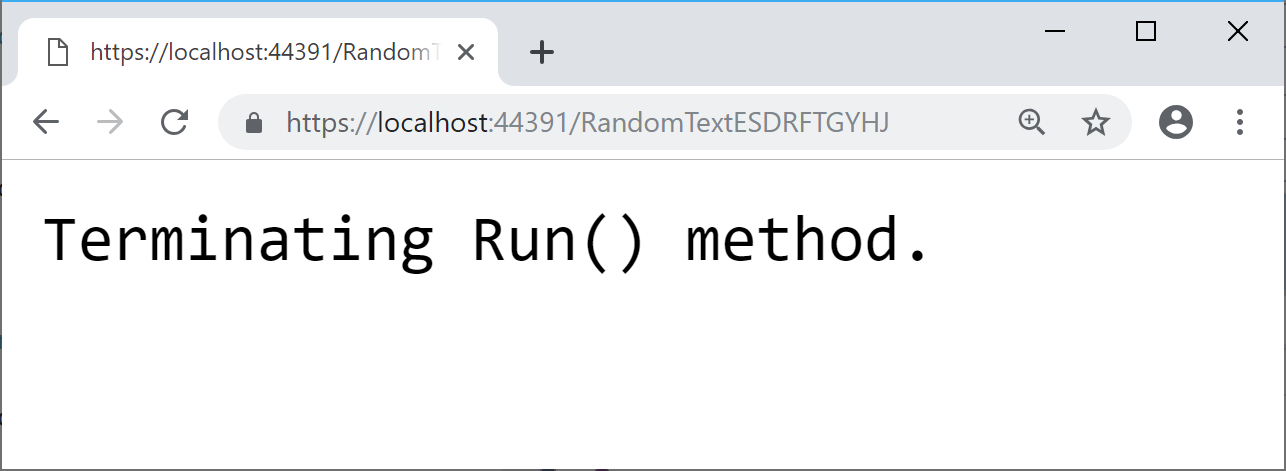 https://localhost:44391/RandomT
https://localhost:44391/RandomTextESDRFTGYHJ
Terminating Run() method.